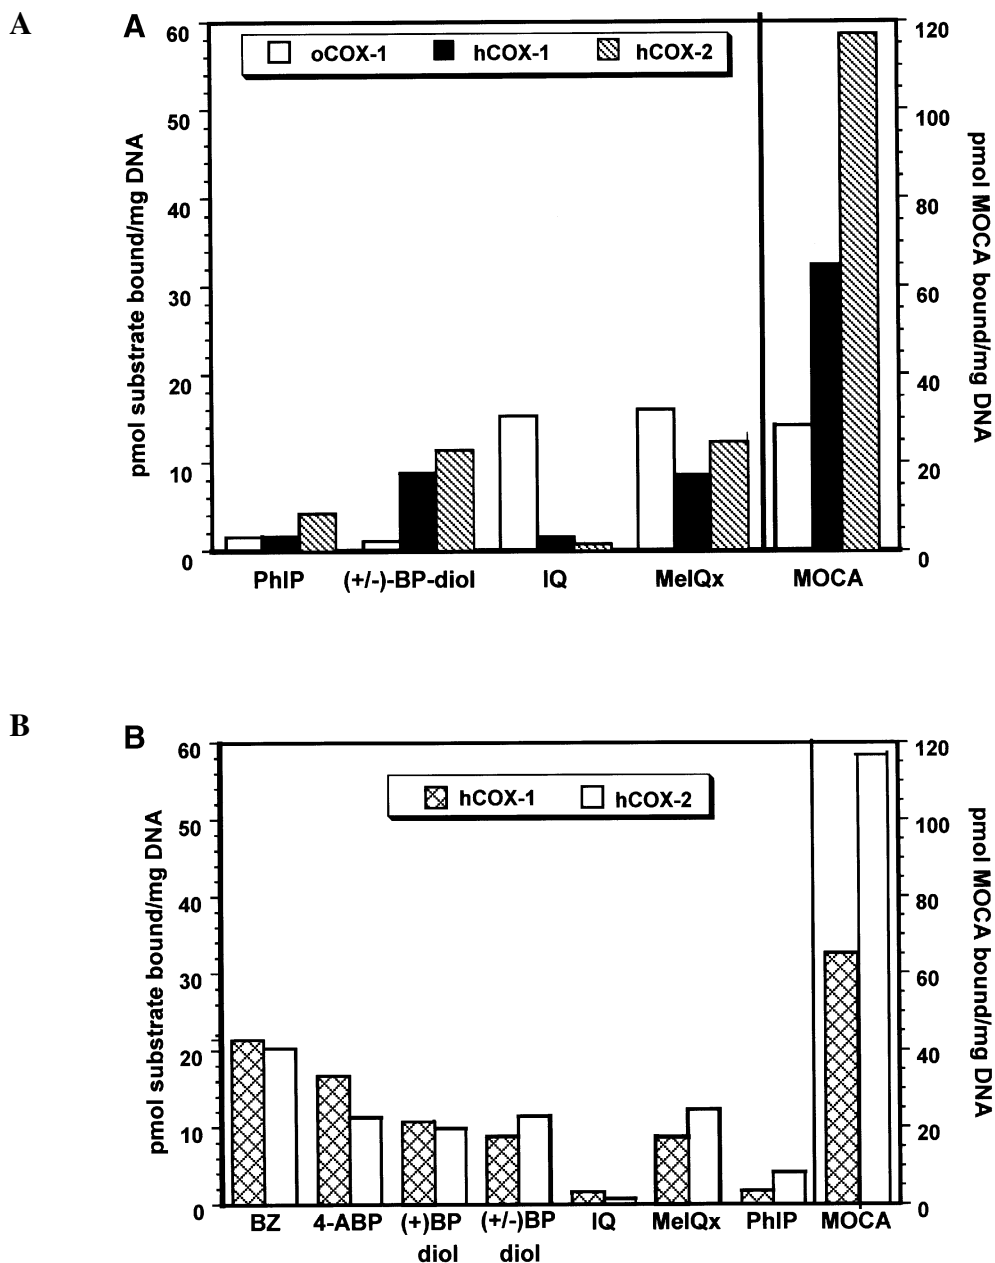 A
A
oCOX-1 hCOX-1 hCOX-2
60
50
40
30
20
10
0
pmol substrate bound/mg DNA
120
100
80
60
40
20
0
pmol MOCA bound/mg DNA
PhIP (+/-)-BP-diol IQ MeIQx MOCA
B
B
hCOX-1 hCOX-2
60
50
40
30
20
10
0
pmol substrate bound/mg DNA
120
100
80
60
40
20
0
pmol MOCA bound/mg DNA
BZ 4-ABP (+)BP (+/-)BP IQ MeIQx PhIP MOCA
diol diol